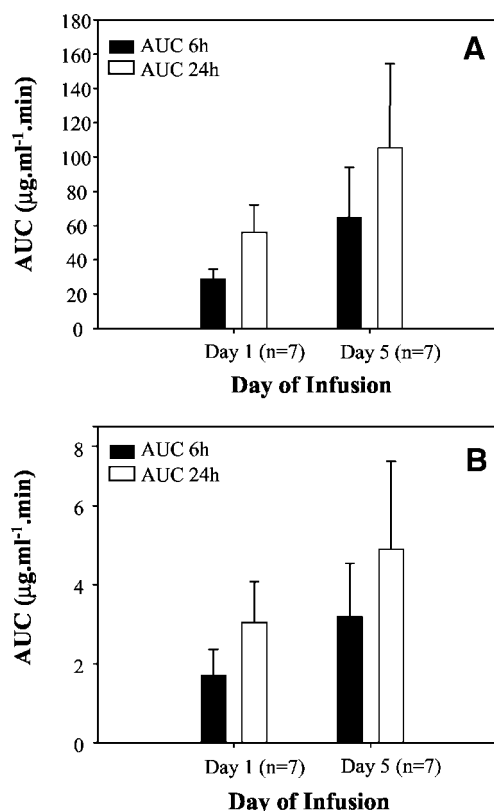 A
AUC 6h
AUC 24h
AUC (μg.ml⁻¹.min)
180
160
140
120
100
80
60
40
20
0
Day 1 (n=7) Day 5 (n=7)
Day of Infusion
B
AUC 6h
AUC 24h
AUC (μg.ml⁻¹.min)
8
6
4
2
0
Day 1 (n=7) Day 5 (n=7)
Day of Infusion